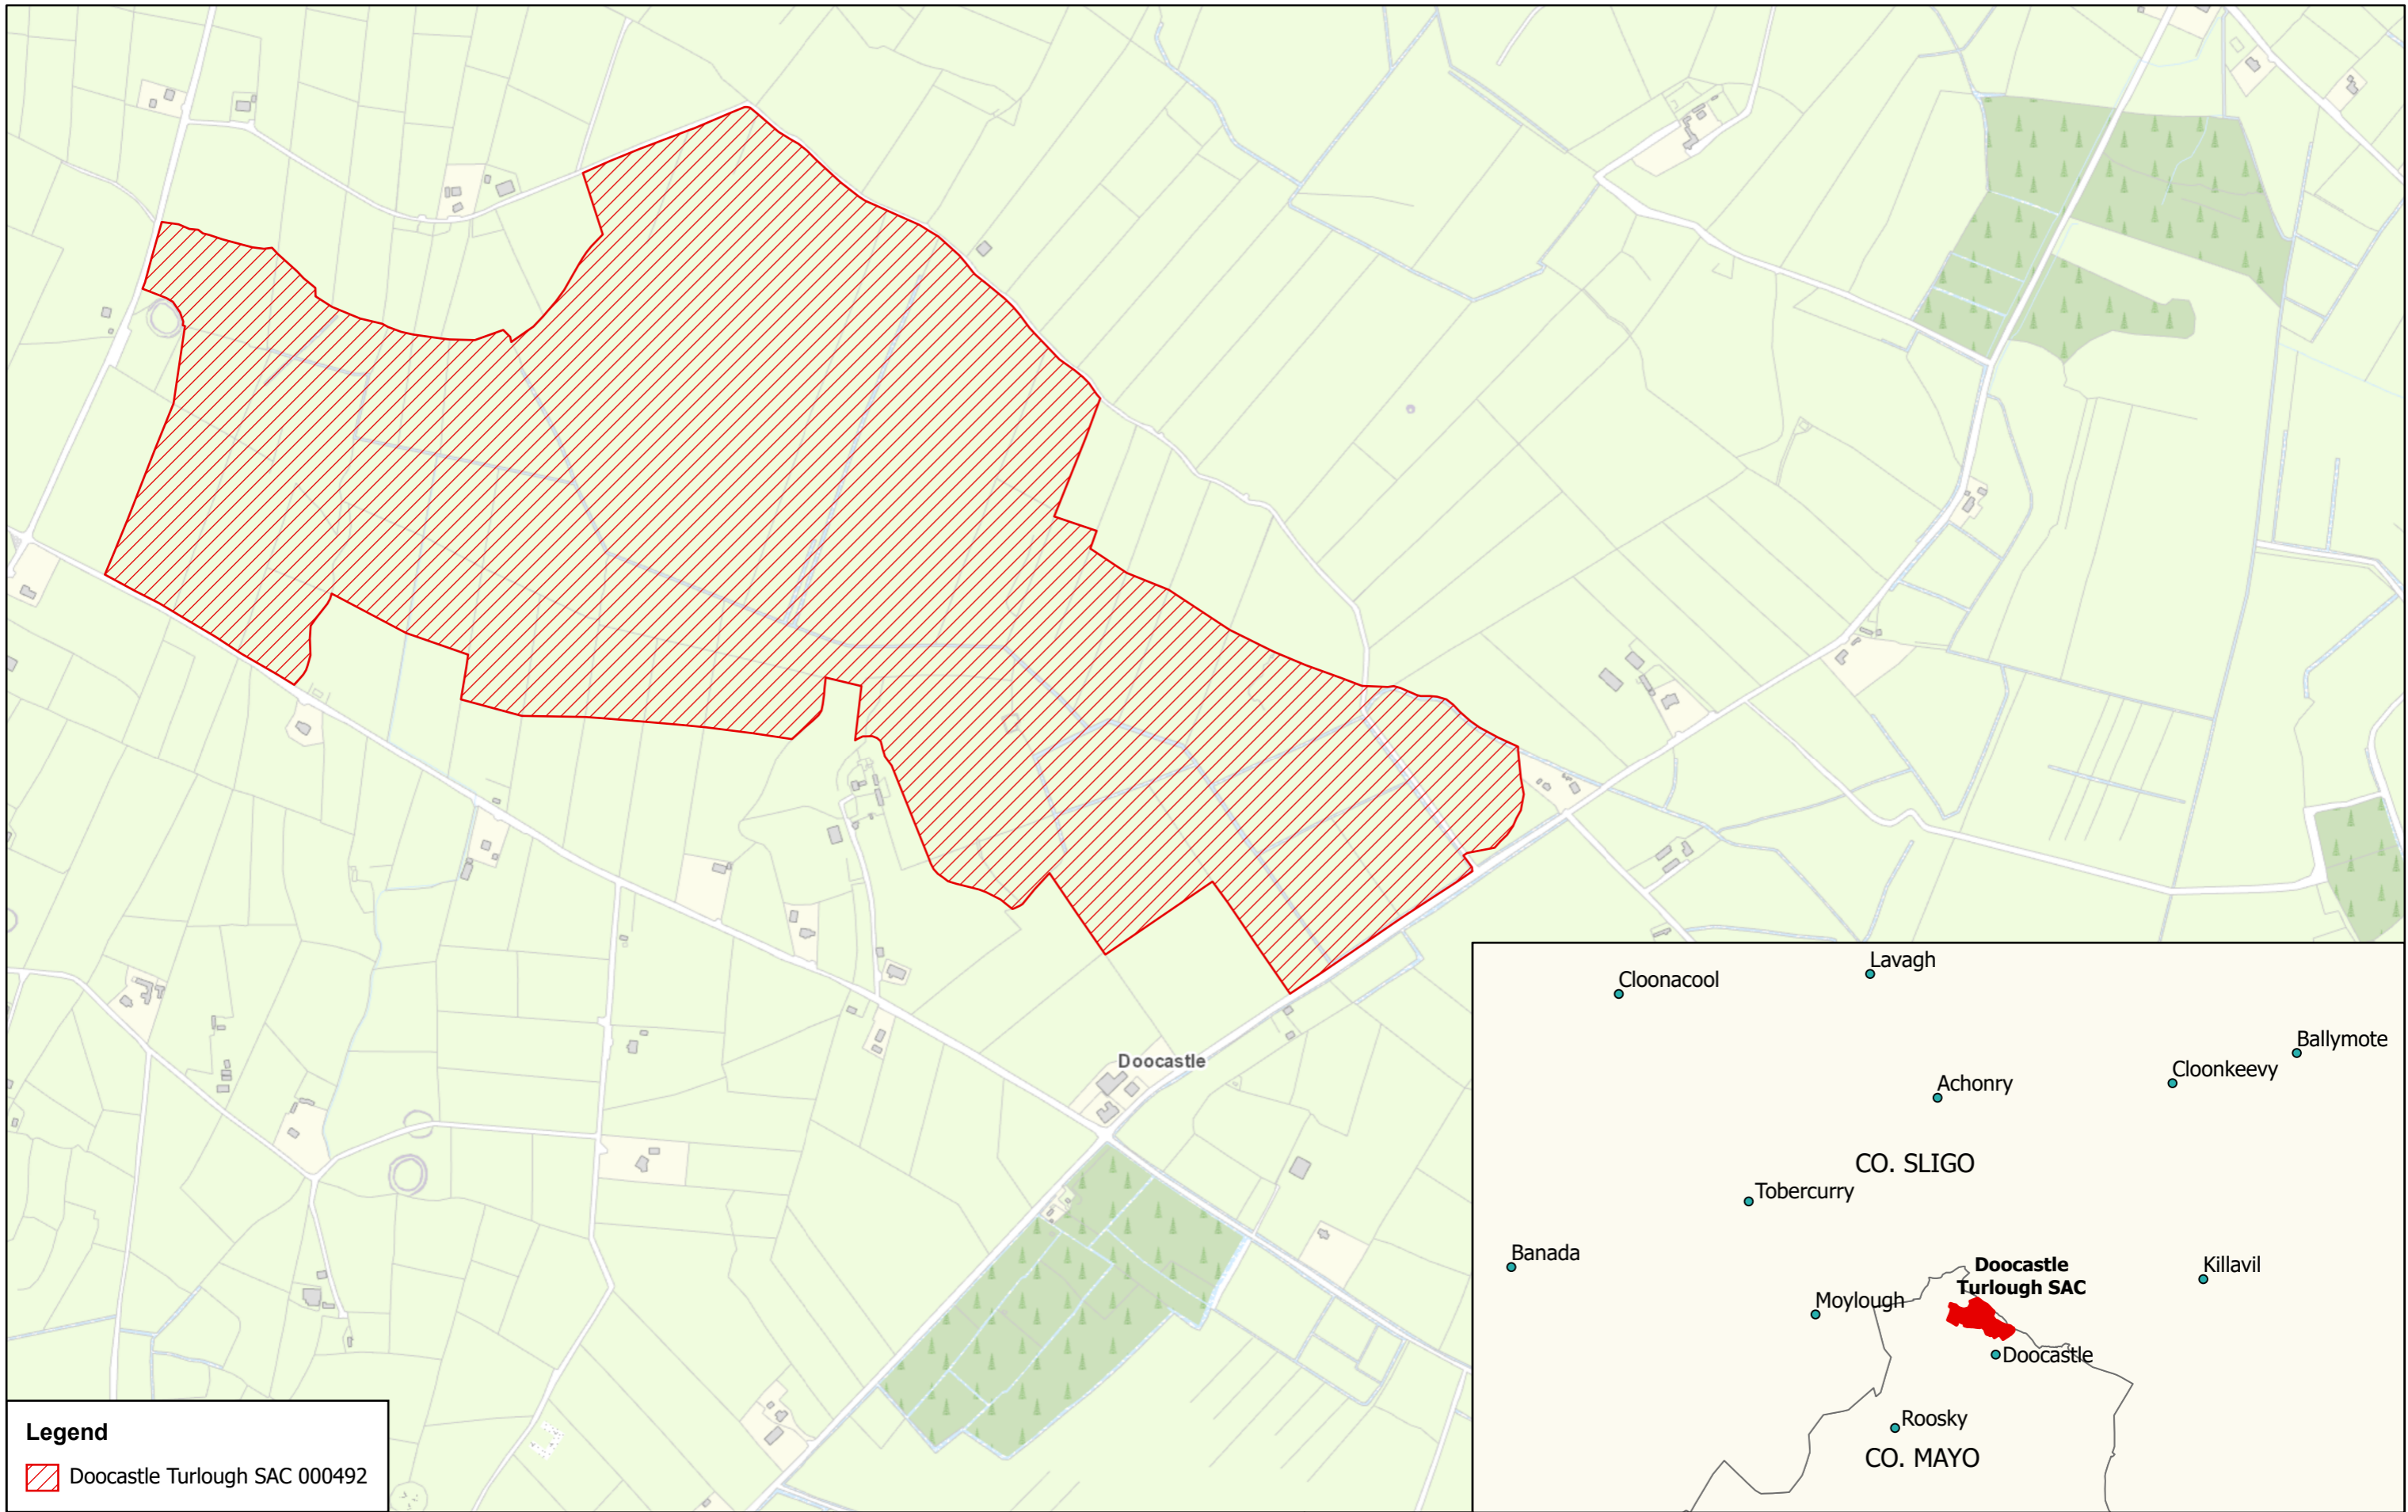 Doocastle
Lavagh
Cloonacool
Ballymote
Cloonkeevy
Achonry
CO. SLIGO
Tobercurry
Banada
Doocastle
Turlough SAC
Killavil
Moylough
Doocastle
Roosky
CO. MAYO
Legend
Doocastle Turlough SAC 000492